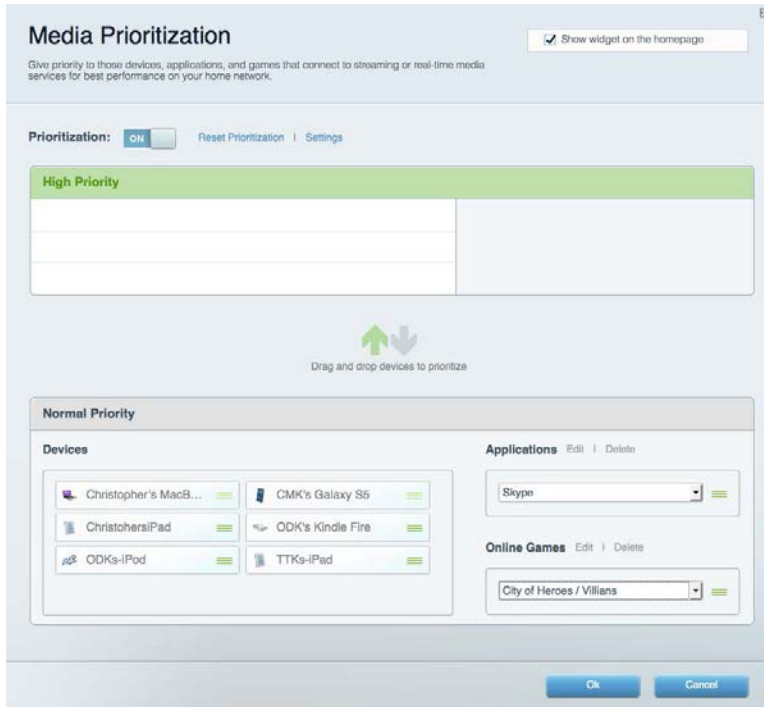 Media Prioritization
Show widget on the homepage
Give priority to those devices, applications, and games that connect to streaming or real-time media
services for best performance on your home network.
Prioritization: ON Reset Prioritization | Settings
High Priority
Drag and drop devices to prioritize
Normal Priority
Devices
Christopher's MacB...
CMK's Galaxy S5
ChristohersiPad
ODK's Kindle Fire
ODKs-iPod
TTKs-iPad
Applications Edit | Delete
Skype
Online Games Edit | Delete
City of Heroes / Villians
Ok
Cancel